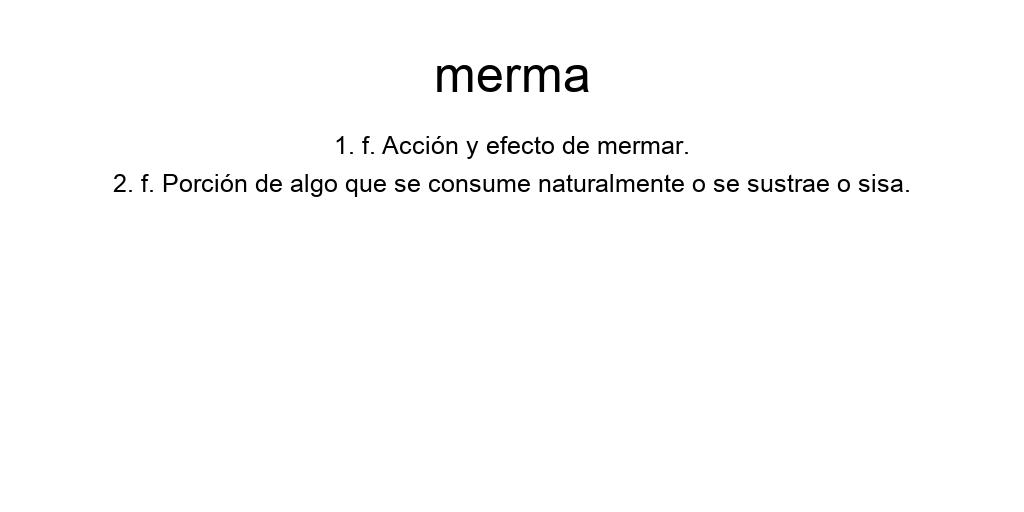 merma
1. f. Acción y efecto de mermar.
2. f. Porción de algo que se consume naturalmente o se sustrae o sisa.